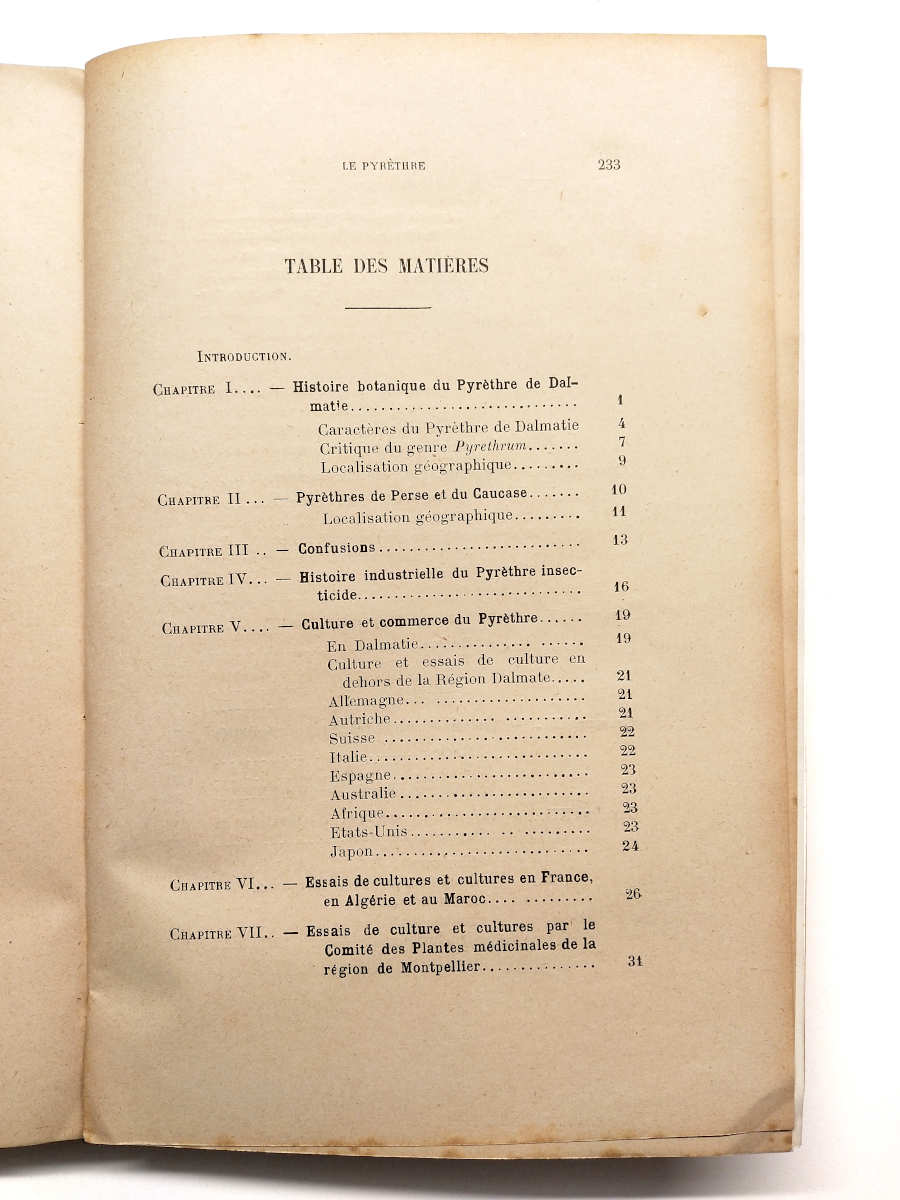 LE PYRÈTHRE 233
TABLE DES MATIÈRES
INTRODUCTION.
CHAPITRE I.... — Histoire botanique du Pyrèthre de Dal-
matie.............................. 1
Caractères du Pyrèthre de Dalmatie 4
Critique du genre Pyrethrum....... 7
Localisation géographique......... 9
CHAPITRE II ... — Pyrèthres de Perse et du Caucase....... 10
Localisation géographique......... 11
CHAPITRE III .. — Confusions........................... 13
CHAPITRE IV... — Histoire industrielle du Pyrèthre insec-
ticide.............................. 16
CHAPITRE V.... — Culture et commerce du Pyrèthre...... 19
En Dalmatie............... ...... 19
Culture et essais de culture en
dehors de la Région Dalmate..... 21
Allemagne... .................... 21
Autriche.............. ........... 21
Suisse ........................... 22
Italie............................. 22
Espagne.......................... 23
Australie......................... 23
Afrique........................... 23
Etats-Unis........... .. ......... 23
Japon............................ 24
CHAPITRE VI... — Essais de cultures et cultures en France,
en Algérie et au Maroc.... .......... 26
CHAPITRE VII.. — Essais de culture et cultures par le
Comité des Plantes médicinales de la
région de Montpellier............... 31